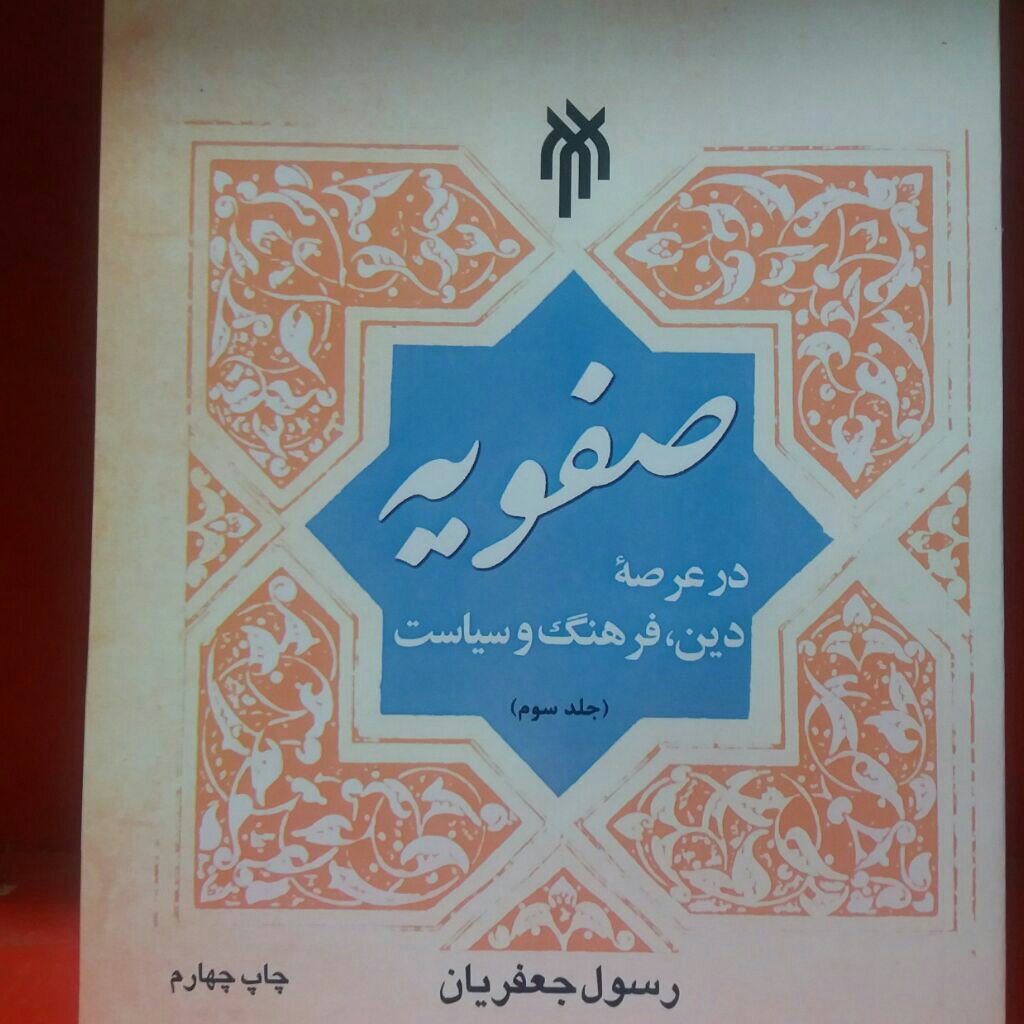 صفویه
در عرصهٔ
دین، فرهنگ و سیاست
(جلد سوم)
رسول جعفریان
چاپ چهارم